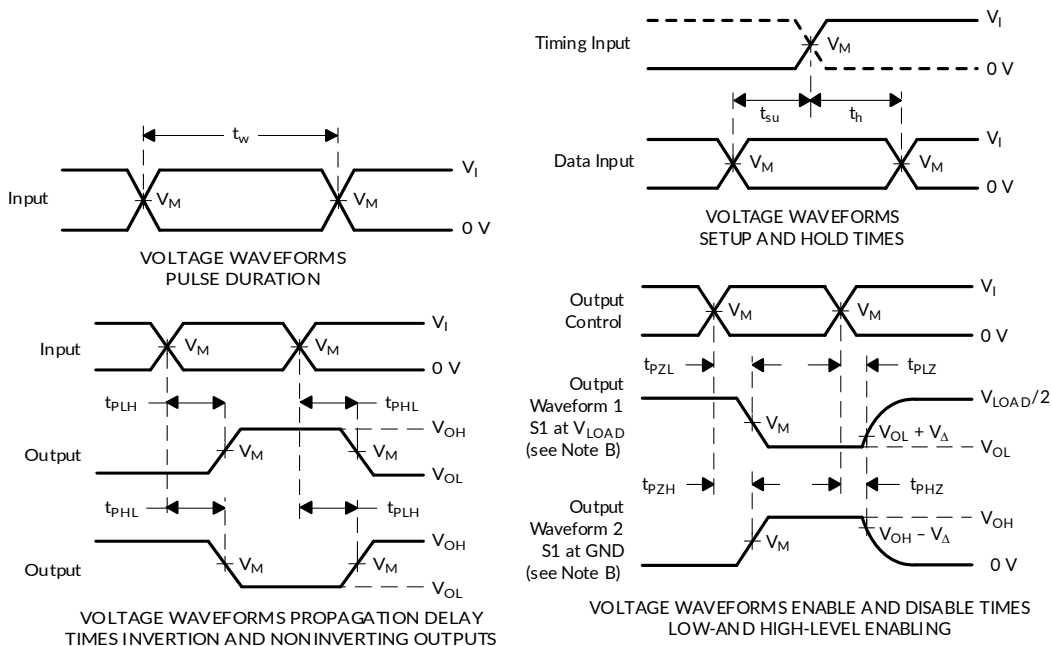 t_w
V_I
Input
V_M
V_M
0 V
VOLTAGE WAVEFORMS
PULSE DURATION
V_I
Timing Input
V_M
0 V
t_su
t_h
V_I
Data Input
V_M
V_M
0 V
VOLTAGE WAVEFORMS
SETUP AND HOLD TIMES
V_I
Input
V_M
V_M
0 V
t_PLH
t_PHL
V_OH
Output
V_M
V_M
V_OL
t_PHL
t_PLH
V_OH
Output
V_M
V_M
V_OL
VOLTAGE WAVEFORMS PROPAGATION DELAY
TIMES INVERTION AND NONINVERTING OUTPUTS
V_I
Output
Control
V_M
V_M
0 V
t_PZL
t_PLZ
Output
Waveform 1
S1 at V_LOAD
(see Note B)
V_M
V_LOAD/2
V_OL + V_Δ
V_OL
t_PZH
t_PHZ
Output
Waveform 2
S1 at GND
(see Note B)
V_M
V_OH
V_OH – V_Δ
0 V
VOLTAGE WAVEFORMS ENABLE AND DISABLE TIMES
LOW-AND HIGH-LEVEL ENABLING